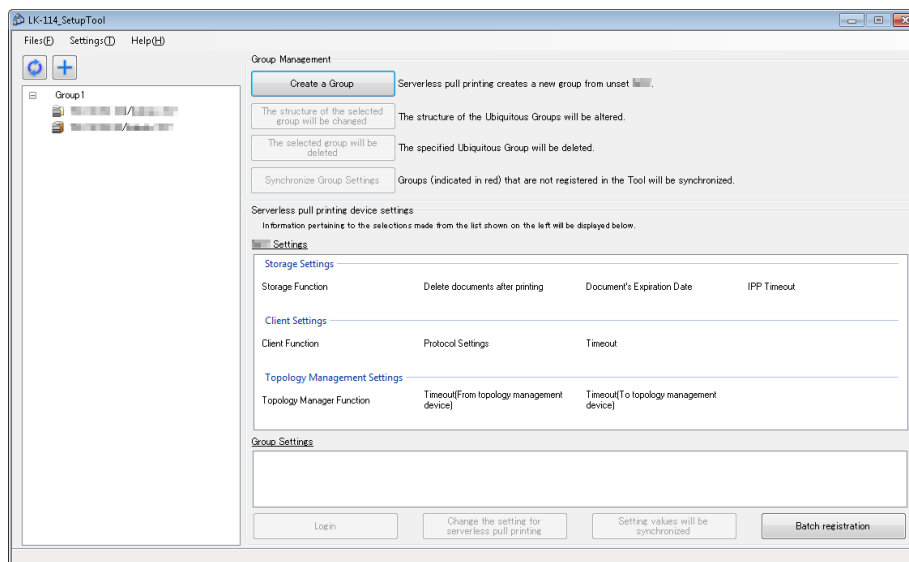 LK-114_SetupTool
Files(F) Settings(T) Help(H)
Group1
/
/
Group Management
Create a Group
Serverless pull printing creates a new group from unset .
The structure of the selected
group will be changed
The structure of the Ubiquitous Groups will be altered.
The selected group will be
deleted
The specified Ubiquitous Group will be deleted.
Synchronize Group Settings
Groups (indicated in red) that are not registered in the Tool will be synchronized.
Serverless pull printing device settings
Information pertaining to the selections made from the list shown on the left will be displayed below.
Settings
Storage Settings
Storage Function Delete documents after printing Document's Expiration Date IPP Timeout
Client Settings
Client Function Protocol Settings Timeout
Topology Management Settings
Topology Manager Function
Timeout(From topology management
device)
Timeout(To topology management
device)
Group Settings
Login
Change the setting for
serverless pull printing
Setting values will be
synchronized
Batch registration